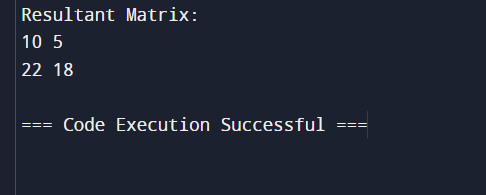 Resultant Matrix:
10 5
22 18
=== Code Execution Successful ===